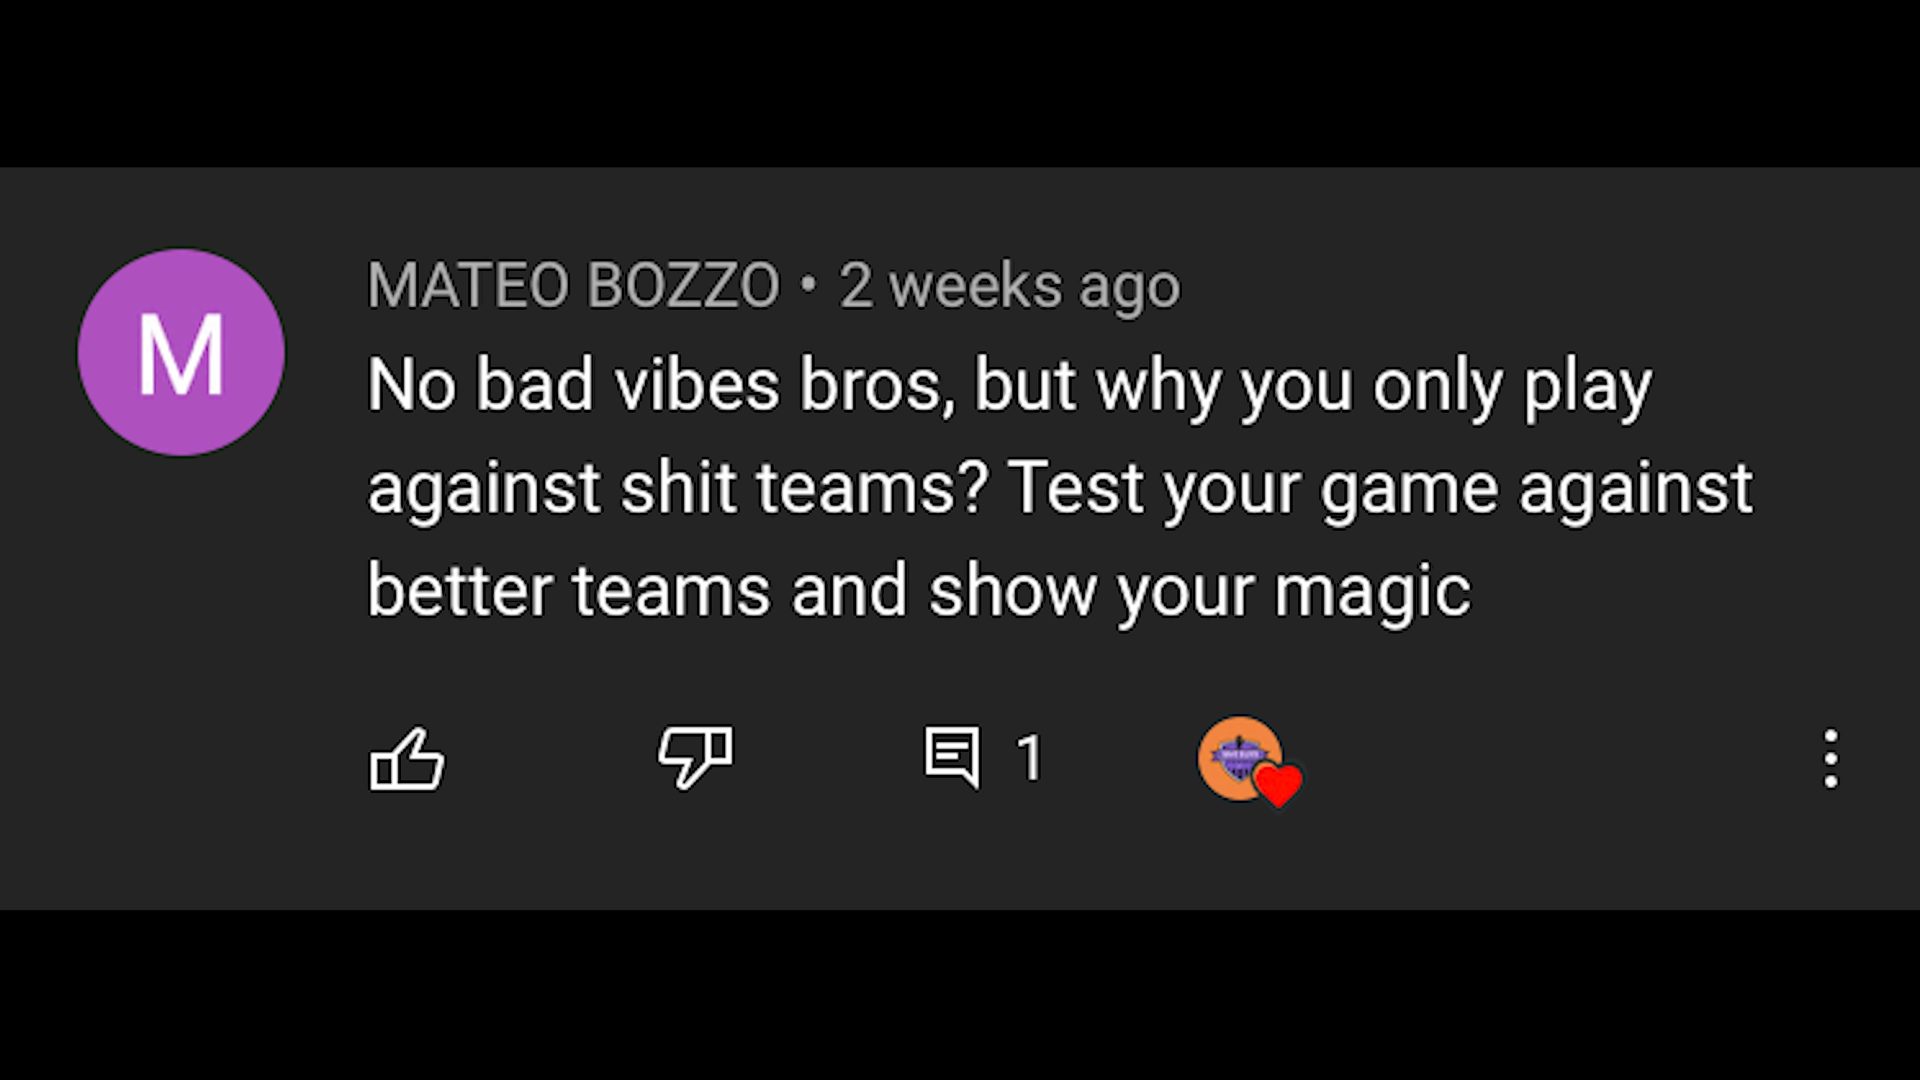 M
MATEO BOZZO • 2 weeks ago
No bad vibes bros, but why you only play
against shit teams? Test your game against
better teams and show your magic
1